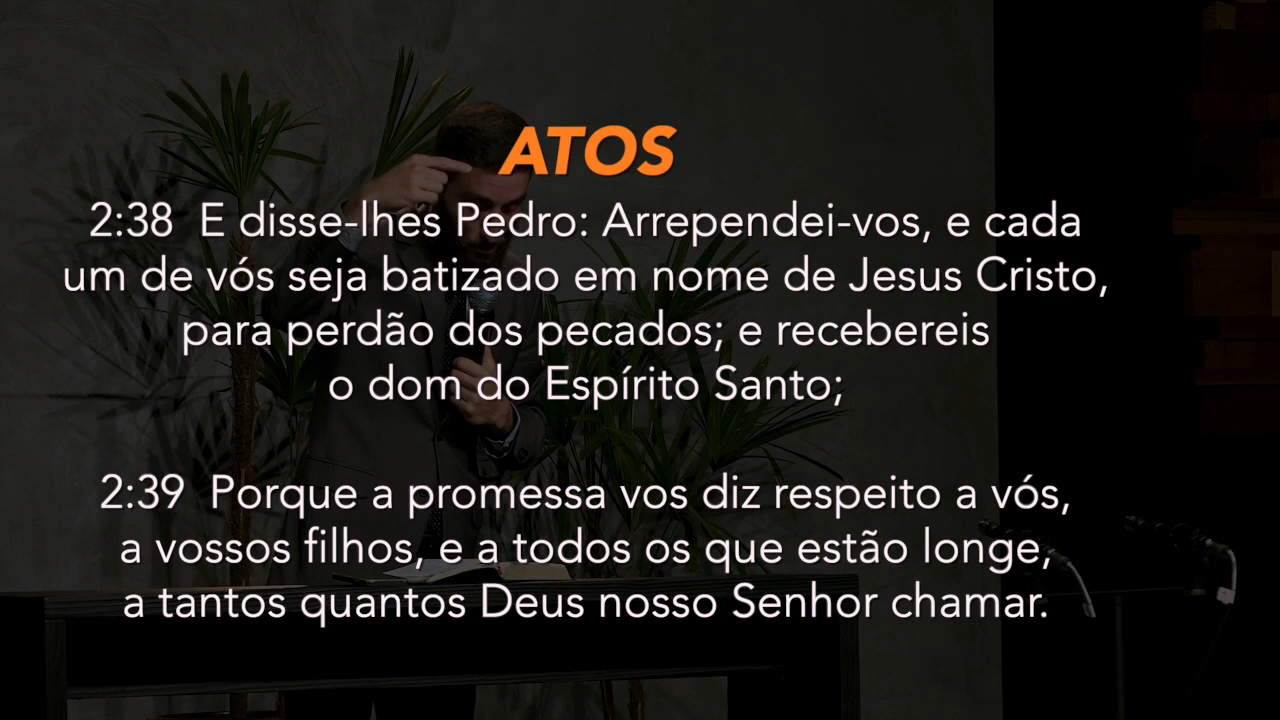 ATOS
2:38 E disse-lhes Pedro: Arrependei-vos, e cada
um de vós seja batizado em nome de Jesus Cristo,
para perdão dos pecados; e recebereis
o dom do Espírito Santo;
2:39 Porque a promessa vos diz respeito a vós,
a vossos filhos, e a todos os que estão longe,
a tantos quantos Deus nosso Senhor chamar.